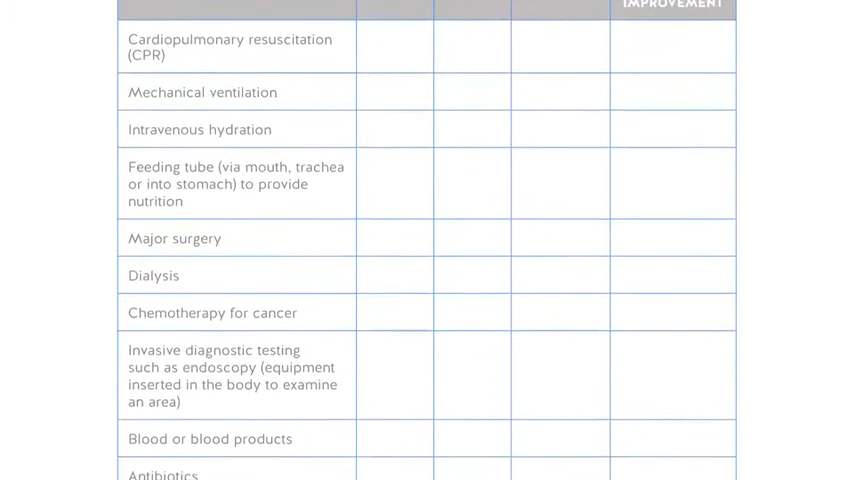 IMPROVEMENT
Cardiopulmonary resuscitation
(CPR)
Mechanical ventilation
Intravenous hydration
Feeding tube (via mouth, trachea
or into stomach) to provide
nutrition
Major surgery
Dialysis
Chemotherapy for cancer
Invasive diagnostic testing
such as endoscopy (equipment
inserted in the body to examine
an area)
Blood or blood products
Antibiotics